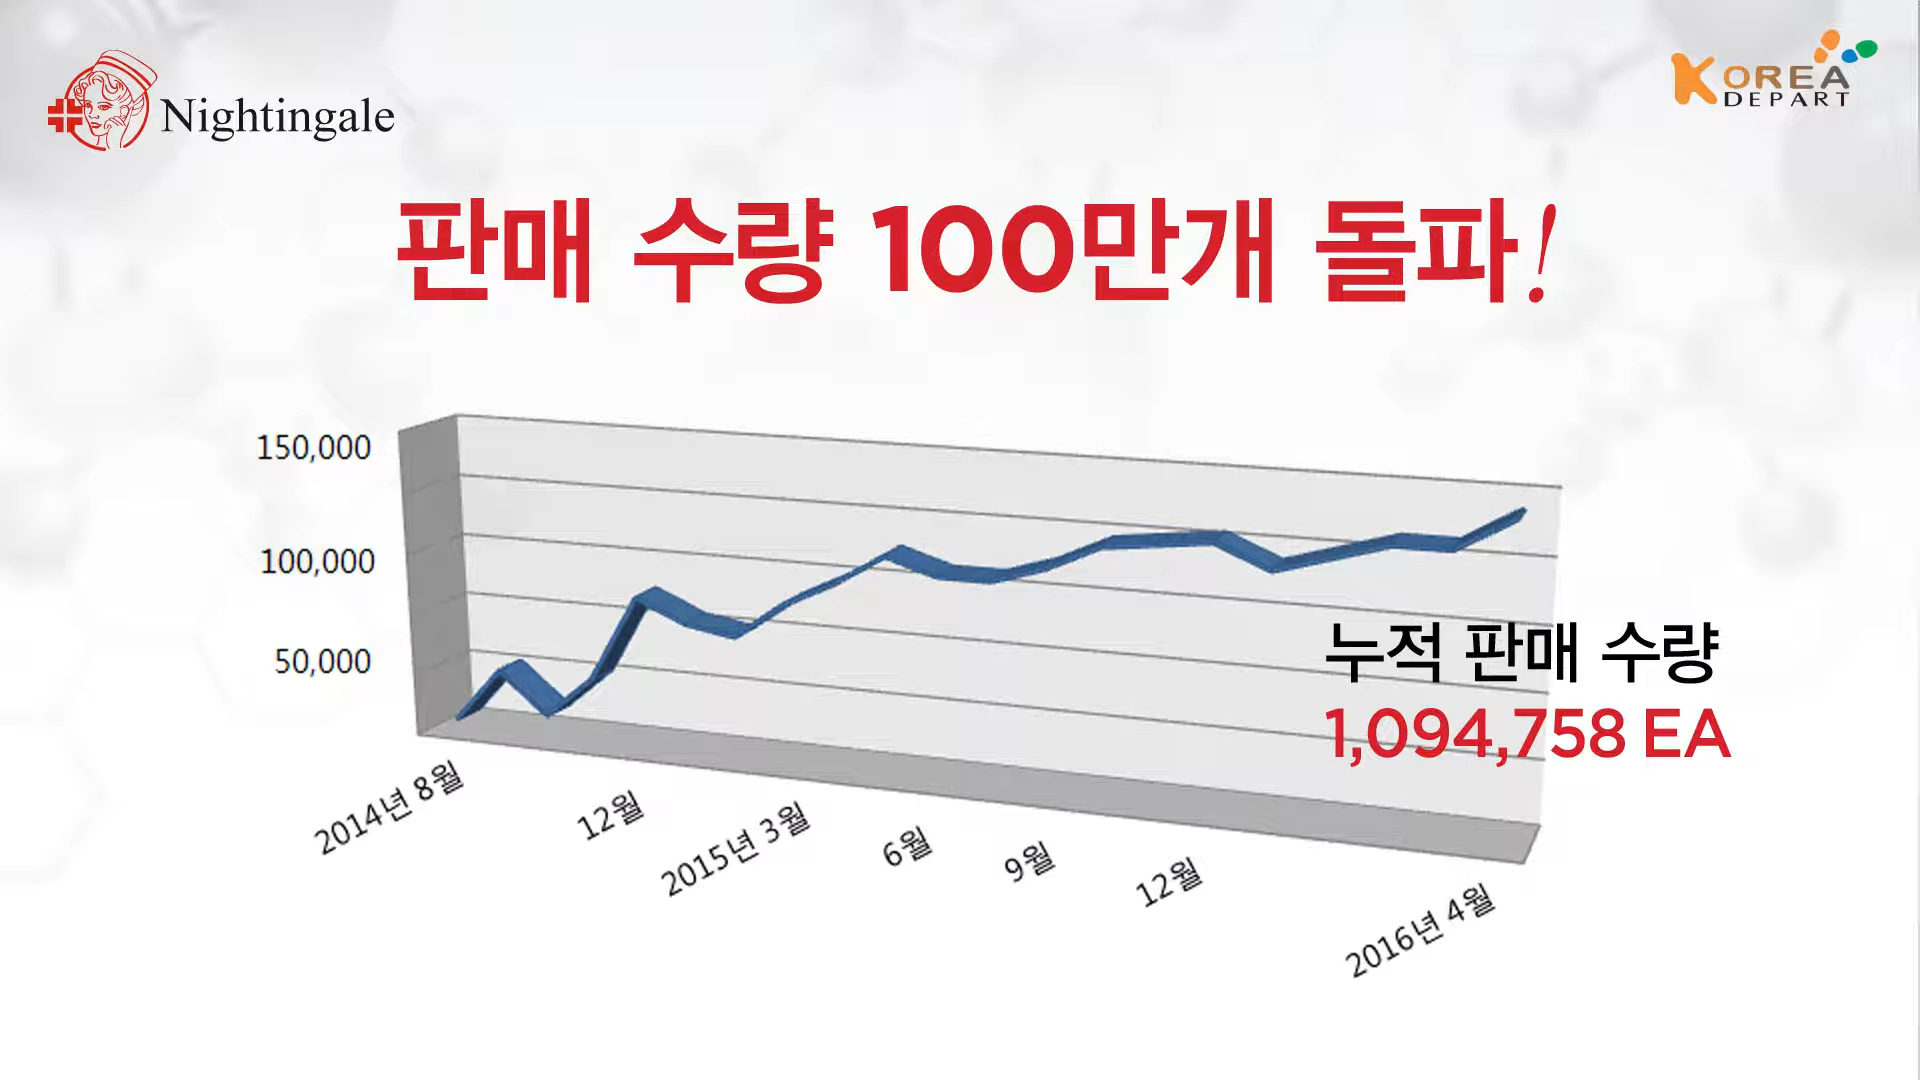 Nightingale
KOREA
DEPART
판매 수량 100만개 돌파!
150,000
100,000
50,000
누적 판매 수량
1,094,758 EA
2014년 8월
12월
2015년 3월
6월
9월
12월
2016년 4월